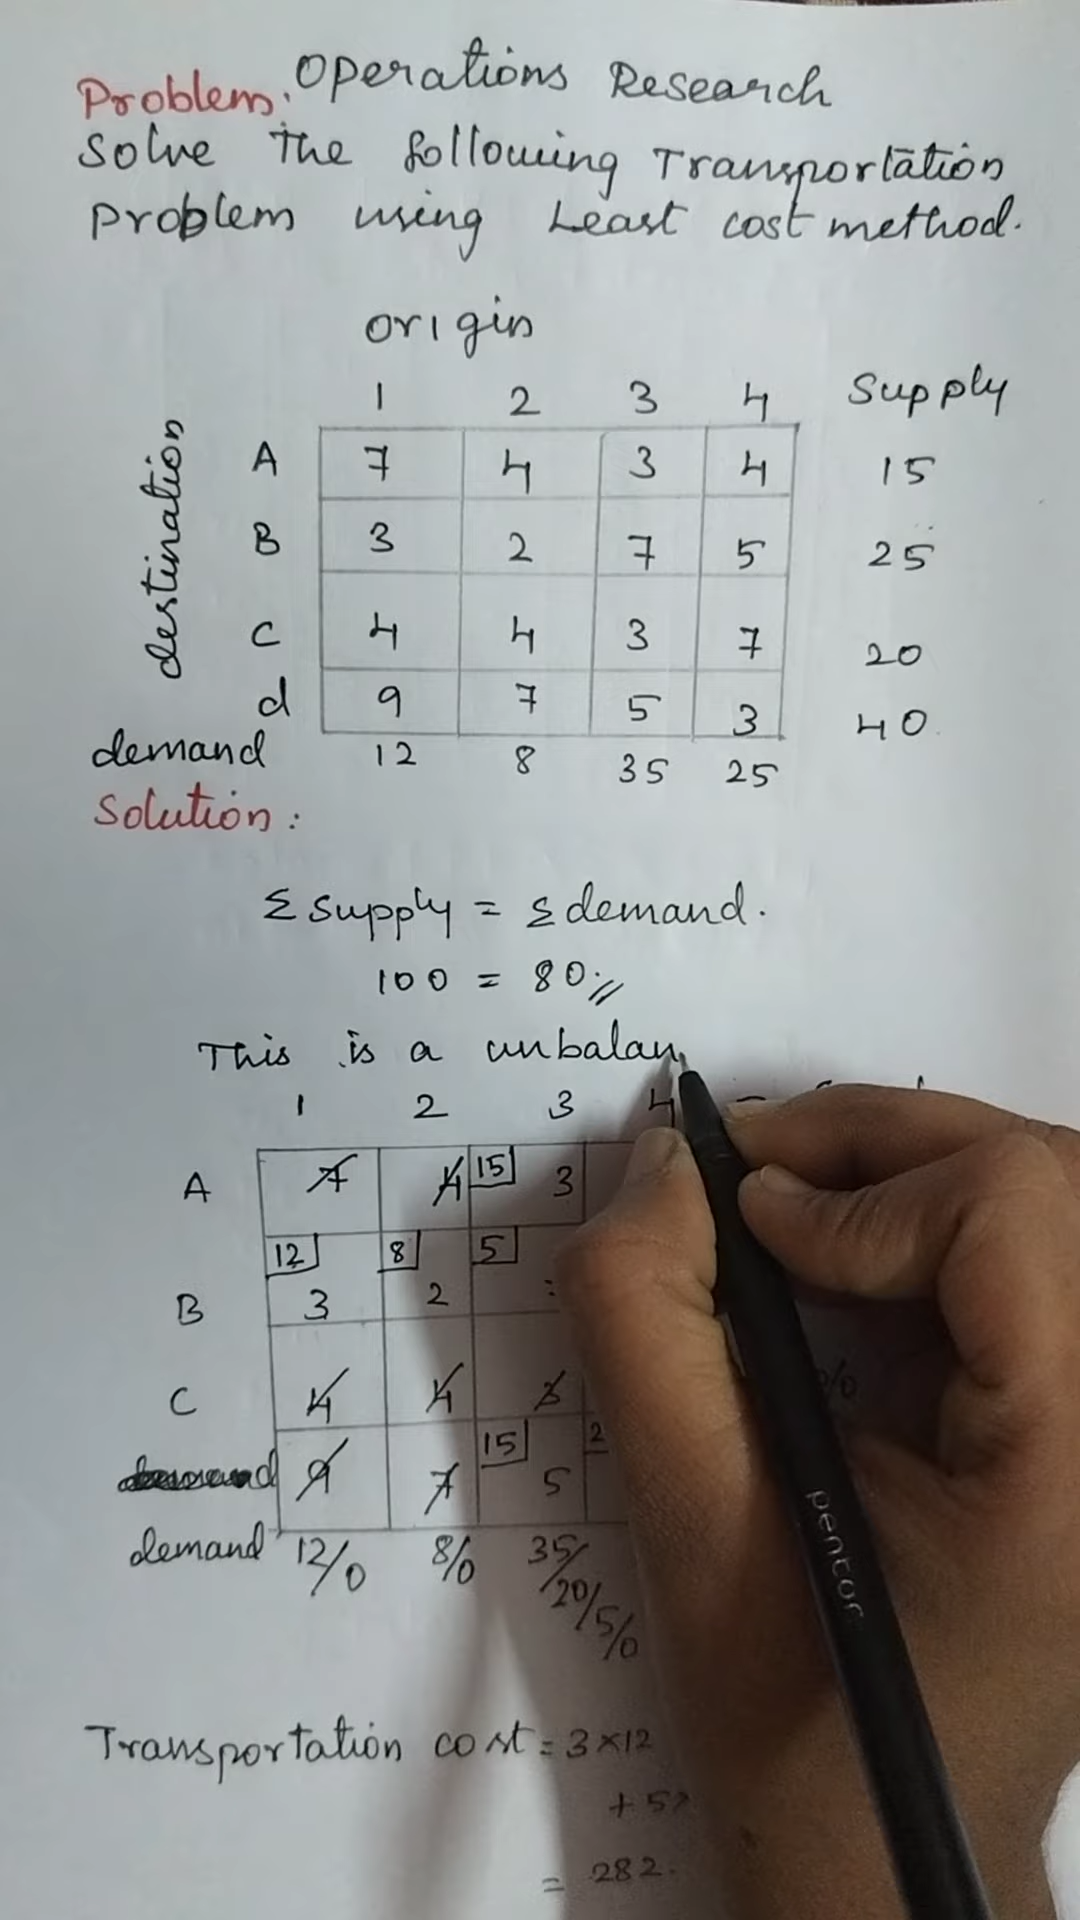 Problem: Operations Research
Solve the following Transportation
Problem using Least cost method.
origin
1 2 3 4 Supply
destination
A 7 4 3 4 15
B 3 2 7 5 25
C 4 4 3 7 20
d 9 7 5 3 40
demand 12 8 35 25
Solution:
Σ Supply = Σ demand.
100 = 80
This is a unbalan
1 2 3 4
A 7 4 15 3
12 8 5
B 3 2
C 4 4 3
15 2
d 9 7 5
demand 12/0 8/0 35/20/5/0
Transportation cost = 3×12
+ 5
= 282.
pentor